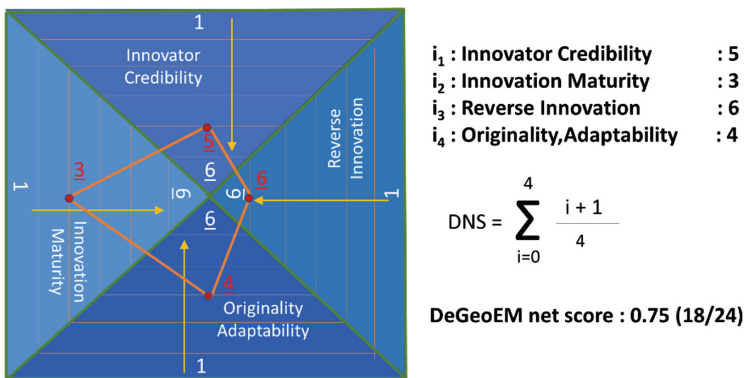 1
Innovator
Credibility
5
6
3
6
1
6
6
6
1
Reverse
Innovation
Innovation
Maturity
4
Originality
Adaptability
1
i₁ : Innovator Credibility : 5
i₂ : Innovation Maturity : 3
i₃ : Reverse Innovation : 6
i₄ : Originality,Adaptability : 4
4
DNS = Σ i + 1
4
i=0
DeGeoEM net score : 0.75 (18/24)